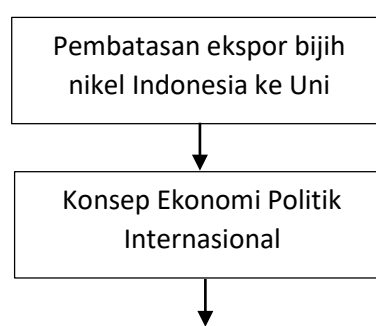 Pembatasan ekspor bijih
nikel Indonesia ke Uni
Konsep Ekonomi Politik
Internasional